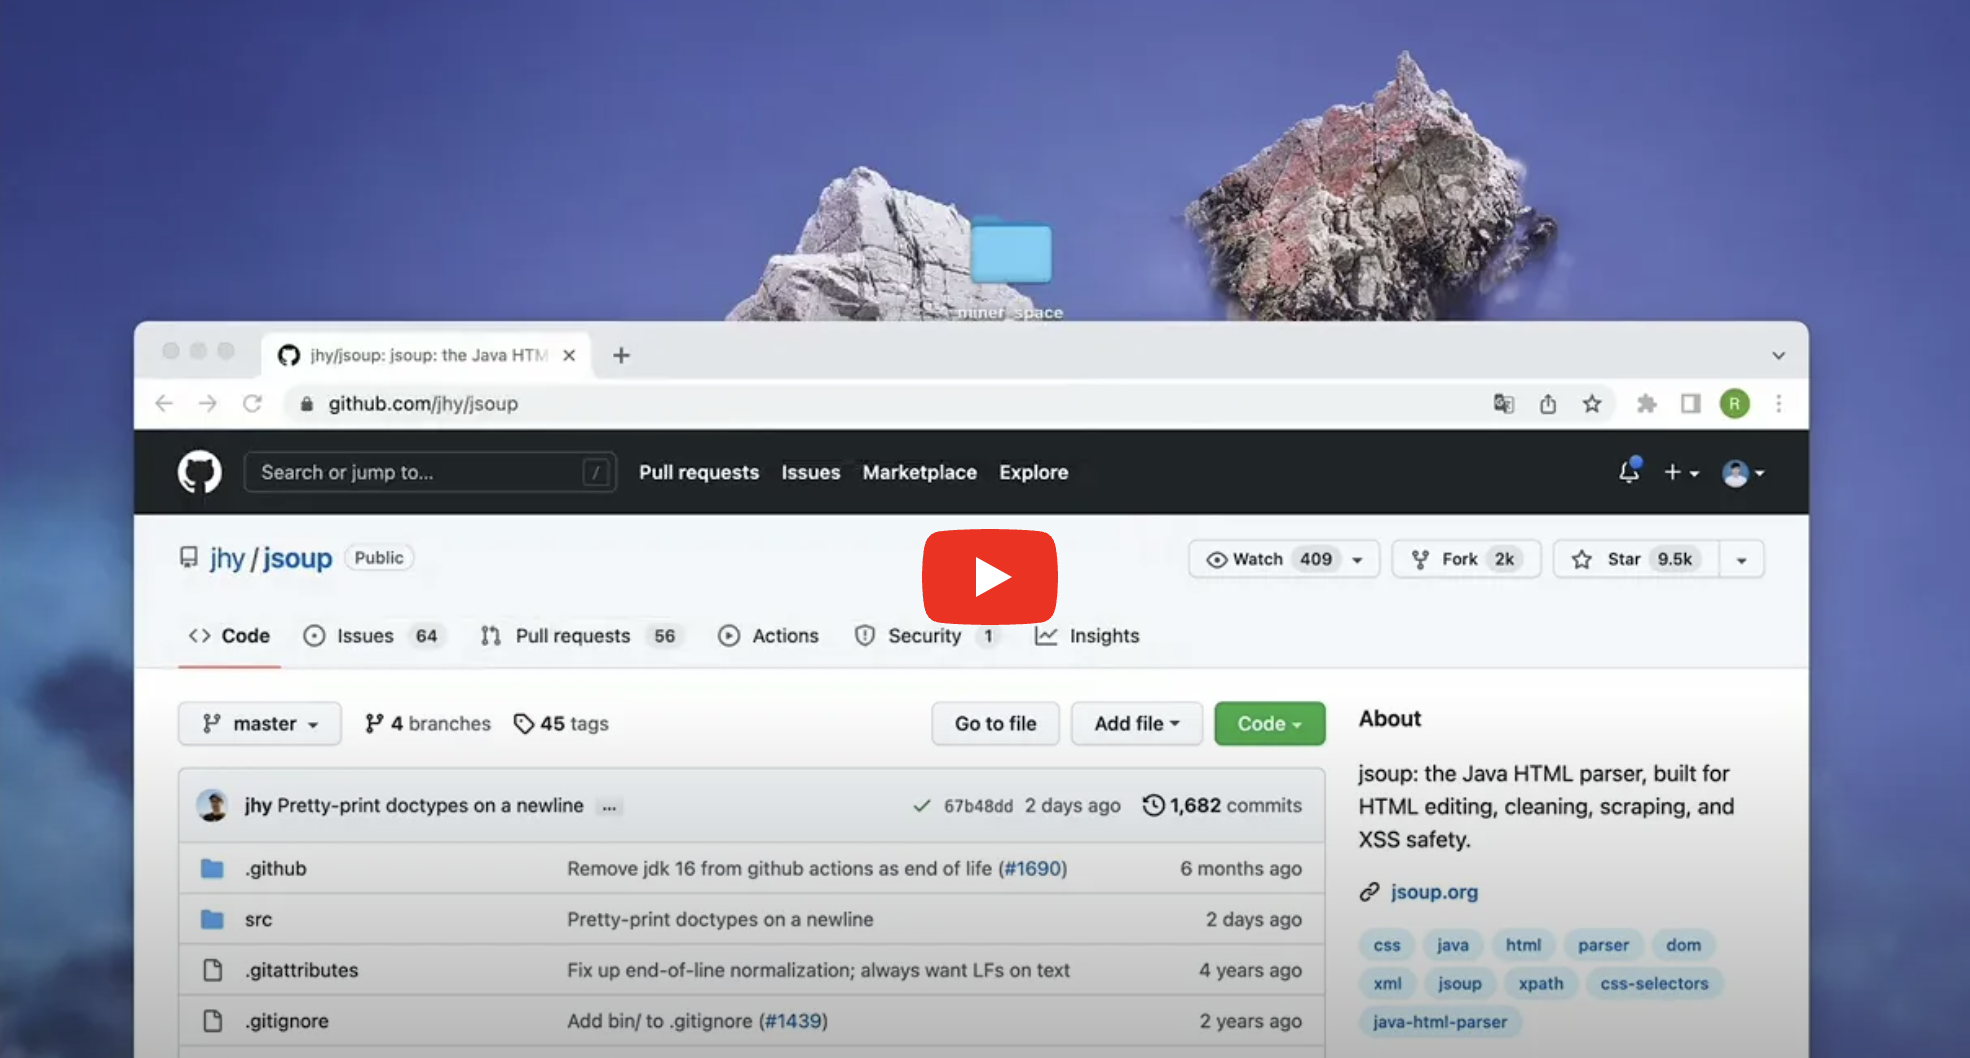 miner_space
jhy/jsoup: jsoup: the Java HTM
github.com/jhy/jsoup
R
Search or jump to... /
Pull requests Issues Marketplace Explore
jhy / jsoup Public
Watch 409 Fork 2k Star 9.5k
Code Issues 64 Pull requests 56 Actions Security 1 Insights
master 4 branches 45 tags Go to file Add file Code
About
jsoup: the Java HTML parser, built for
HTML editing, cleaning, scraping, and
XSS safety.
jsoup.org
css java html parser dom
xml jsoup xpath css-selectors
java-html-parser
jhy Pretty-print doctypes on a newline ... 67b48dd 2 days ago 1,682 commits
.github Remove jdk 16 from github actions as end of life (#1690) 6 months ago
src Pretty-print doctypes on a newline 2 days ago
.gitattributes Fix up end-of-line normalization; always want LFs on text 4 years ago
.gitignore Add bin/ to .gitignore (#1439) 2 years ago